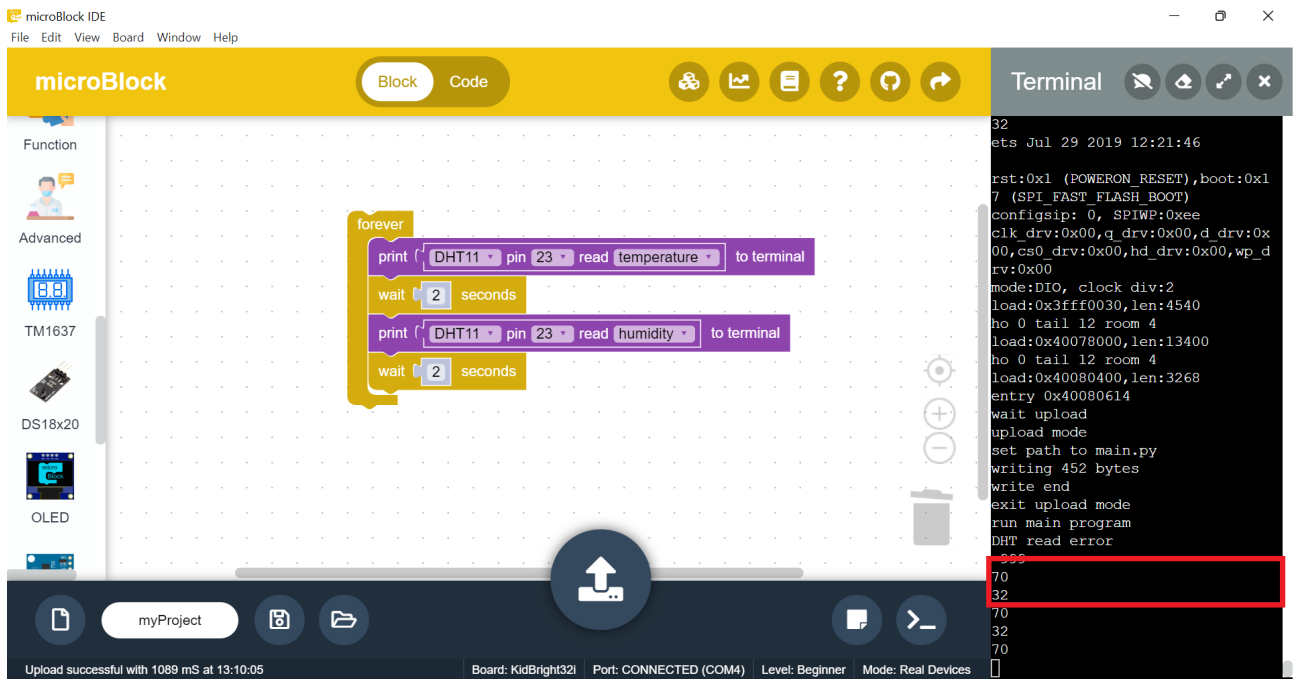 microBlock IDE
File Edit View Board Window Help
microBlock
Block Code
Terminal
Function
Advanced
TM1637
DS18x20
micro
Block
OLED
forever
print DHT11 pin 23 read temperature to terminal
wait 2 seconds
print DHT11 pin 23 read humidity to terminal
wait 2 seconds
32
ets Jul 29 2019 12:21:46
rst:0x1 (POWERON_RESET),boot:0x1
7 (SPI_FAST_FLASH_BOOT)
configsip: 0, SPIWP:0xee
clk_drv:0x00,q_drv:0x00,d_drv:0x
00,cs0_drv:0x00,hd_drv:0x00,wp_d
rv:0x00
mode:DIO, clock div:2
load:0x3fff0030,len:4540
ho 0 tail 12 room 4
load:0x40078000,len:13400
ho 0 tail 12 room 4
load:0x40080400,len:3268
entry 0x40080614
wait upload
upload mode
set path to main.py
writing 452 bytes
write end
exit upload mode
run main program
DHT read error
-999
70
32
70
32
70
myProject
Upload successful with 1089 mS at 13:10:05
Board: KidBright32i Port: CONNECTED (COM4) Level: Beginner Mode: Real Devices